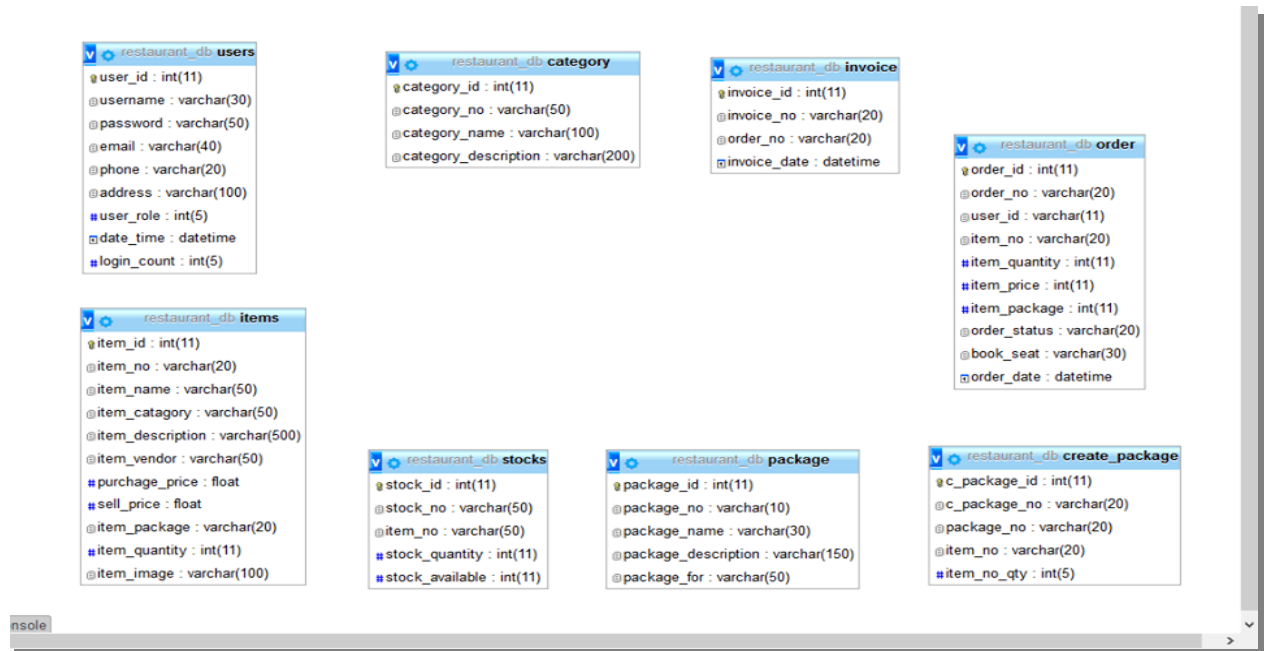 restaurant_db users
user_id : int(11)
username : varchar(30)
password : varchar(50)
email : varchar(40)
phone : varchar(20)
address : varchar(100)
user_role : int(5)
date_time : datetime
login_count : int(5)
restaurant_db category
category_id : int(11)
category_no : varchar(50)
category_name : varchar(100)
category_description : varchar(200)
restaurant_db invoice
invoice_id : int(11)
invoice_no : varchar(20)
order_no : varchar(20)
invoice_date : datetime
restaurant_db order
order_id : int(11)
order_no : varchar(20)
user_id : varchar(11)
item_no : varchar(20)
item_quantity : int(11)
item_price : int(11)
item_package : int(11)
order_status : varchar(20)
book_seat : varchar(30)
order_date : datetime
restaurant_db items
item_id : int(11)
item_no : varchar(20)
item_name : varchar(50)
item_catagory : varchar(50)
item_description : varchar(500)
item_vendor : varchar(50)
purchage_price : float
sell_price : float
item_package : varchar(20)
item_quantity : int(11)
item_image : varchar(100)
restaurant_db stocks
stock_id : int(11)
stock_no : varchar(50)
item_no : varchar(50)
stock_quantity : int(11)
stock_available : int(11)
restaurant_db package
package_id : int(11)
package_no : varchar(10)
package_name : varchar(30)
package_description : varchar(150)
package_for : varchar(50)
restaurant_db create_package
c_package_id : int(11)
c_package_no : varchar(20)
package_no : varchar(20)
item_no : varchar(20)
item_no_qty : int(5)
nsole